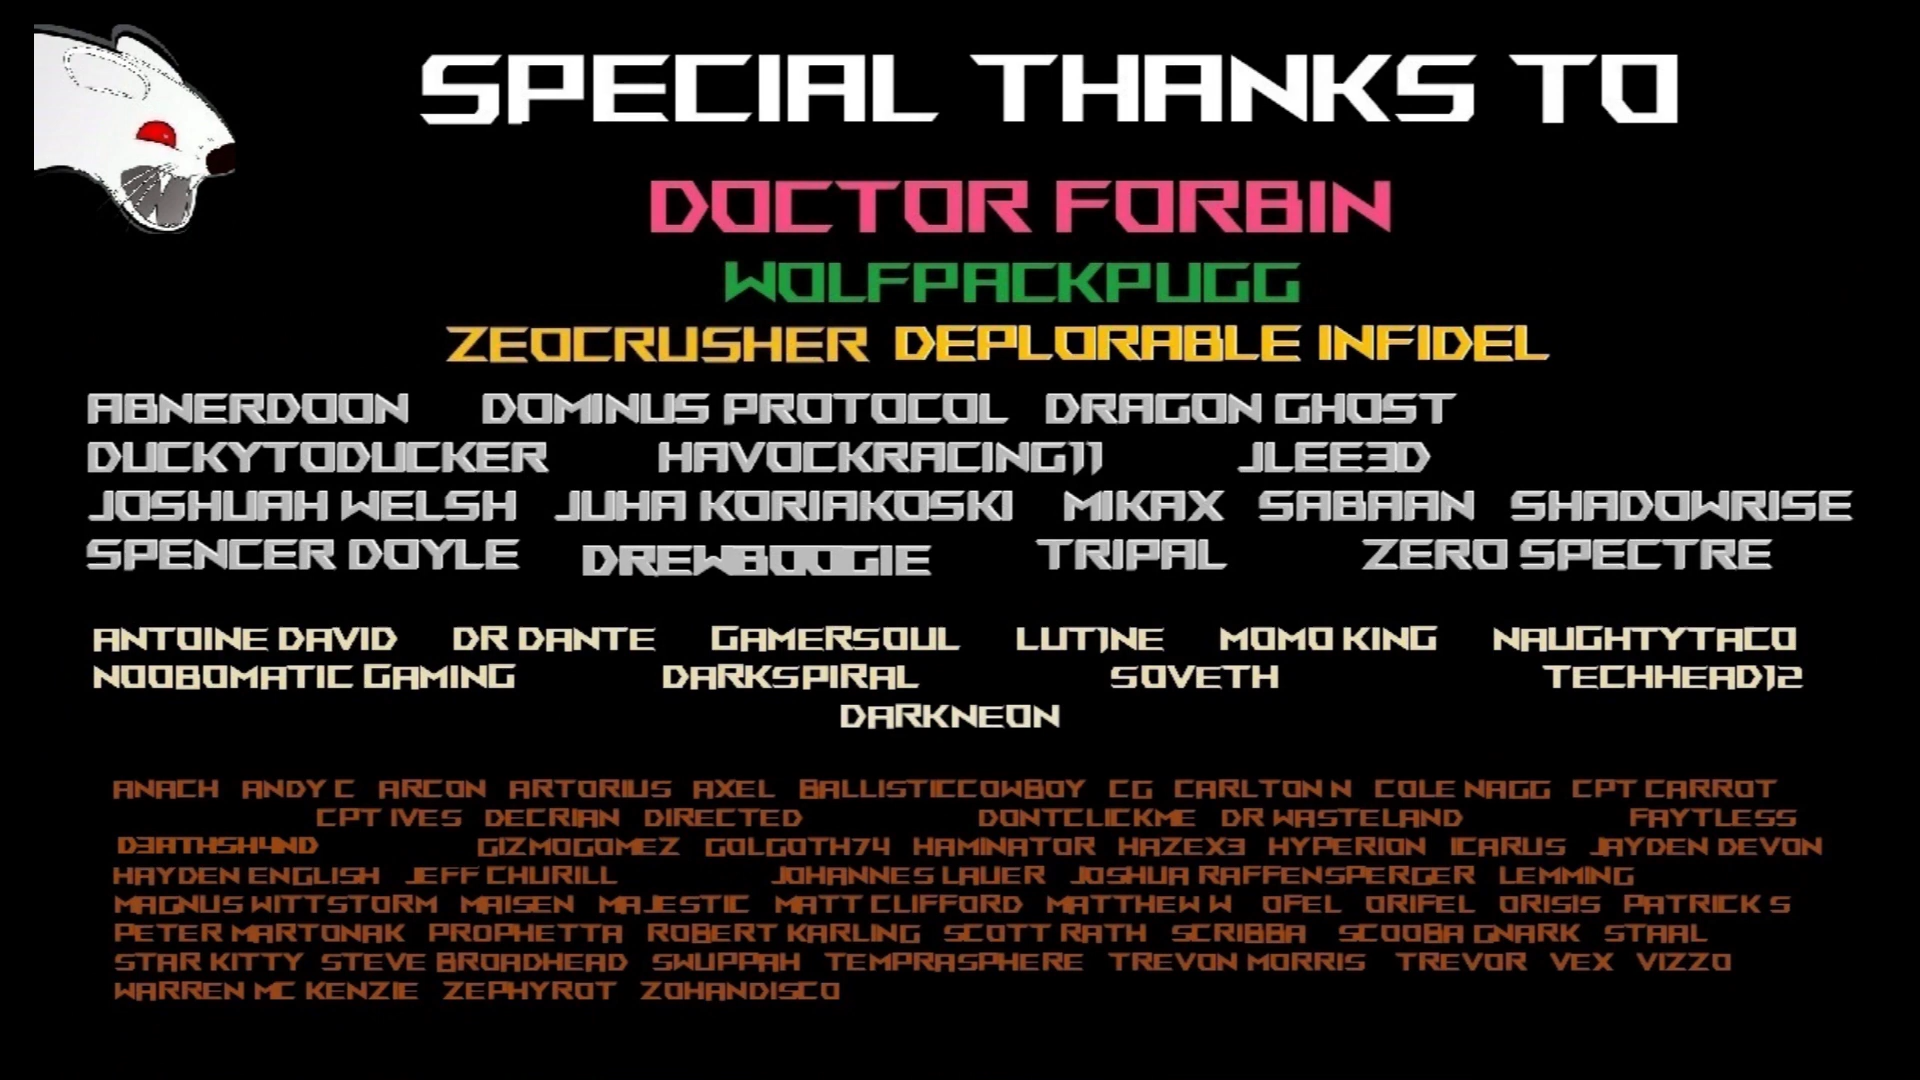 SPECIAL THANKS TO
DOCTOR FORBIN
WOLFPACKPUGG
ZEOCRUSHER DEPLORABLE INFIDEL
ABNERDOON DOMINUS PROTOCOL DRAGON GHOST
DUCKYTODUCKER HAVOCKRACING11 JLEE3D
JOSHUAH WELSH JUHA KORIAKOSKI MIKAX SABAAN SHADOWRISE
SPENCER DOYLE DREWBOOGIE TRIPAL ZERO SPECTRE
ANTOINE DAVID DR DANTE GAMERSOUL LUT1NE MOMO KING NAUGHTYTACO
NOOBOMATIC GAMING DARKSPIRAL SOVETH TECHHEAD12
DARKNEON
ANACH ANDY C ARCON ARTORIUS AXEL BALLISTICCOWBOY CG CARLTON N COLE NAGG CPT CARROT
CPT IVES DECRIAN DIRECTED DONTCLICKME DR WASTELAND FAYTLESS
D3ATHSH4ND GIZMOGOMEZ GOLGOTH74 HAMINATOR HAZEX3 HYPERION ICARUS JAYDEN DEVON
HAYDEN ENGLISH JEFF CHURILL JOHANNES LAUER JOSHUA RAFFENSPERGER LEMMING
MAGNUS WITTSTORM MAISEN MAJESTIC MATT CLIFFORD MATTHEW W OFEL ORIFEL ORISIS PATRICK S
PETER MARTONAK PROPHETTA ROBERT KARLING SCOTT RATH SCRIBBA SCOOBA GNARK STAAL
STAR KITTY STEVE BROADHEAD SWUPPAH TEMPRASPHERE TREVON MORRIS TREVOR VEX VIZZO
WARREN MC KENZIE ZEPHYROT ZOHANDISCO